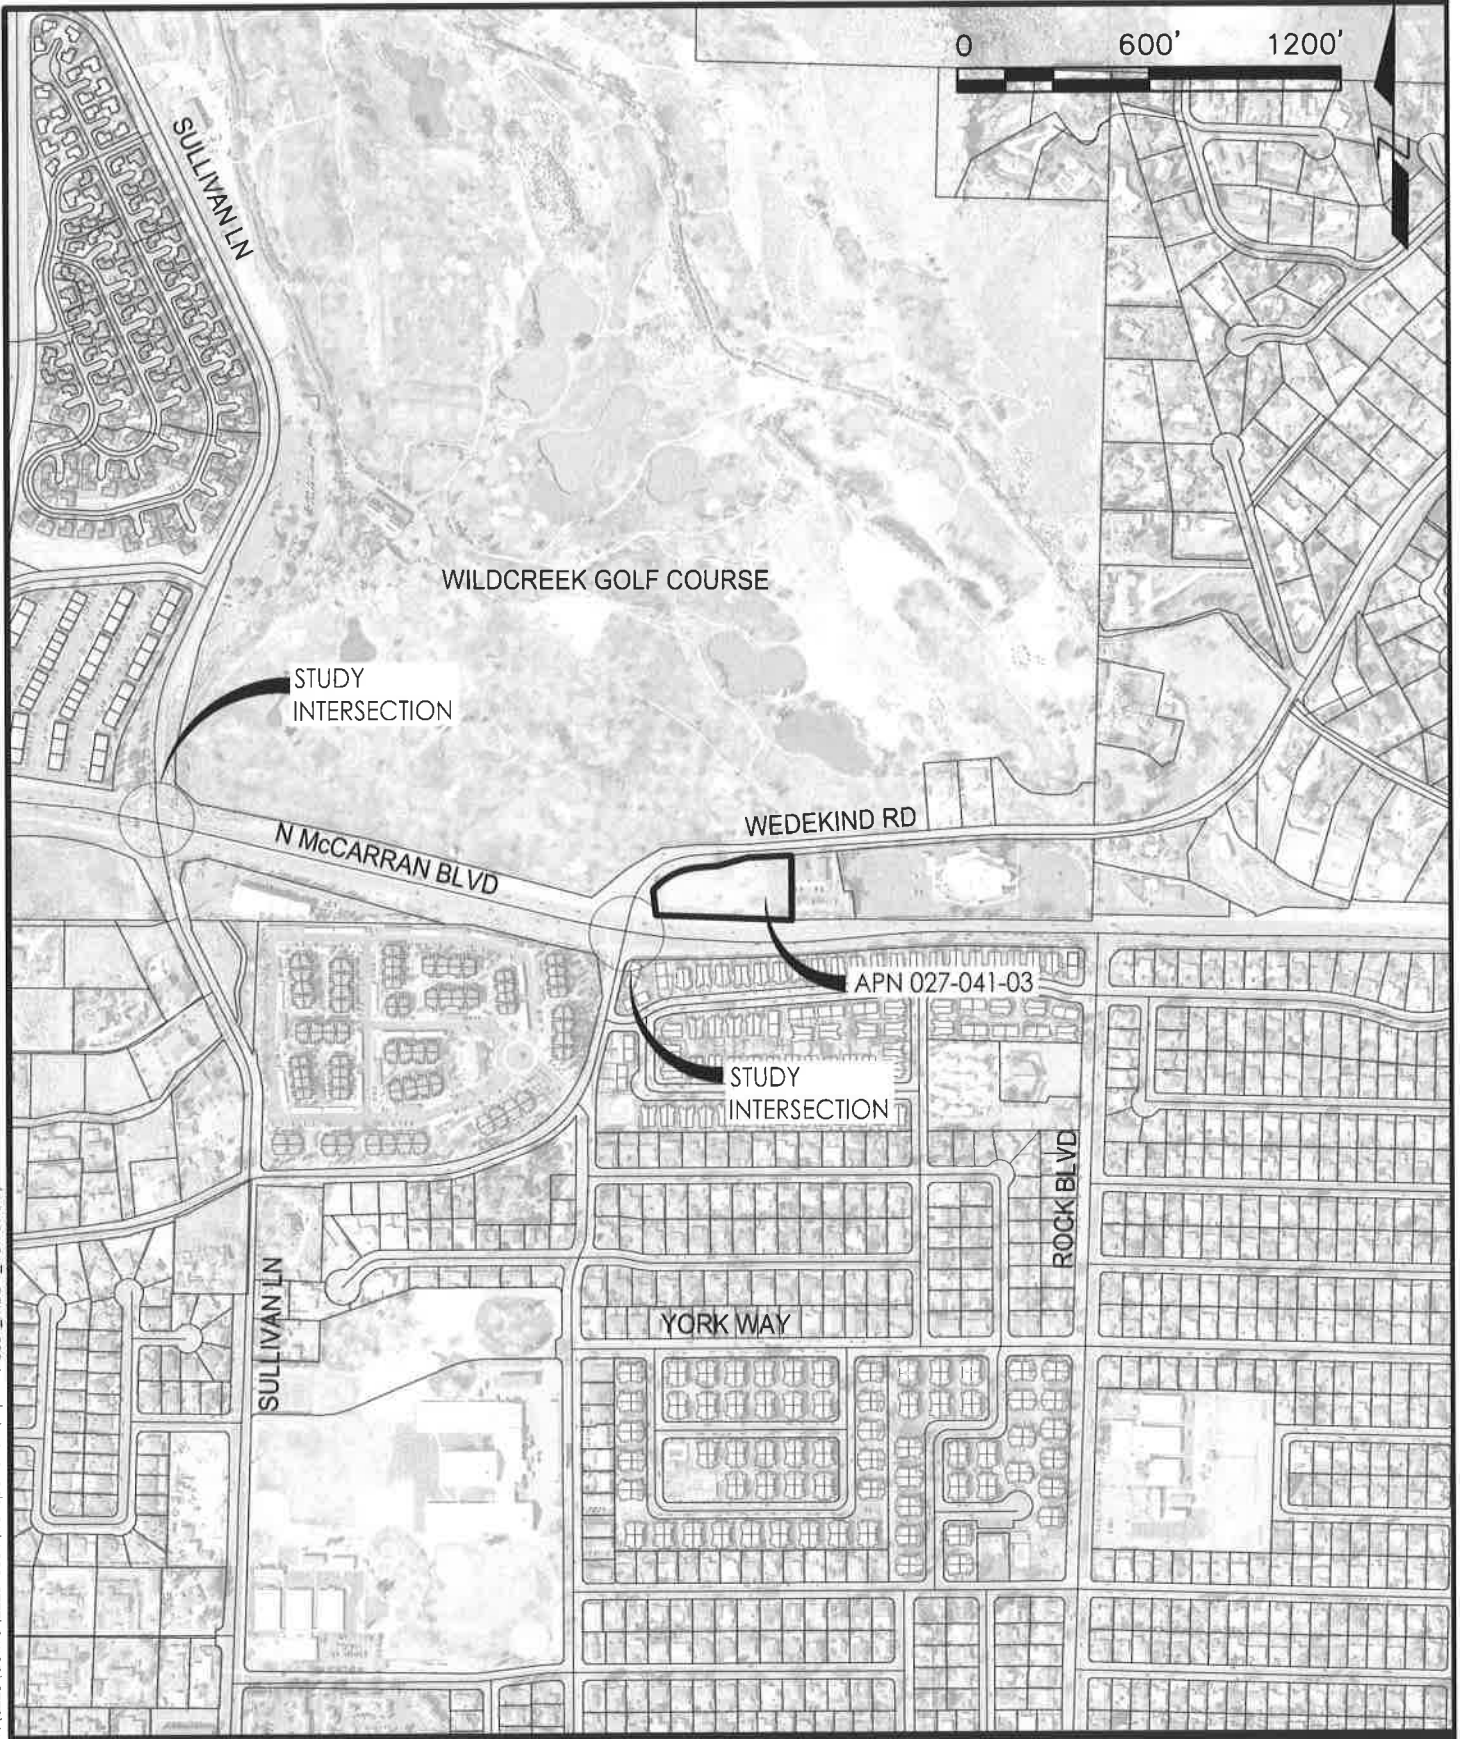 0 600' 1200'
N
SULLIVAN LN
WILDCREEK GOLF COURSE
STUDY
INTERSECTION
WEDEKIND RD
N McCARRAN BLVD
APN 027-041-03
STUDY
INTERSECTION
ROCK BLVD
SULLIVAN LN
YORK WAY